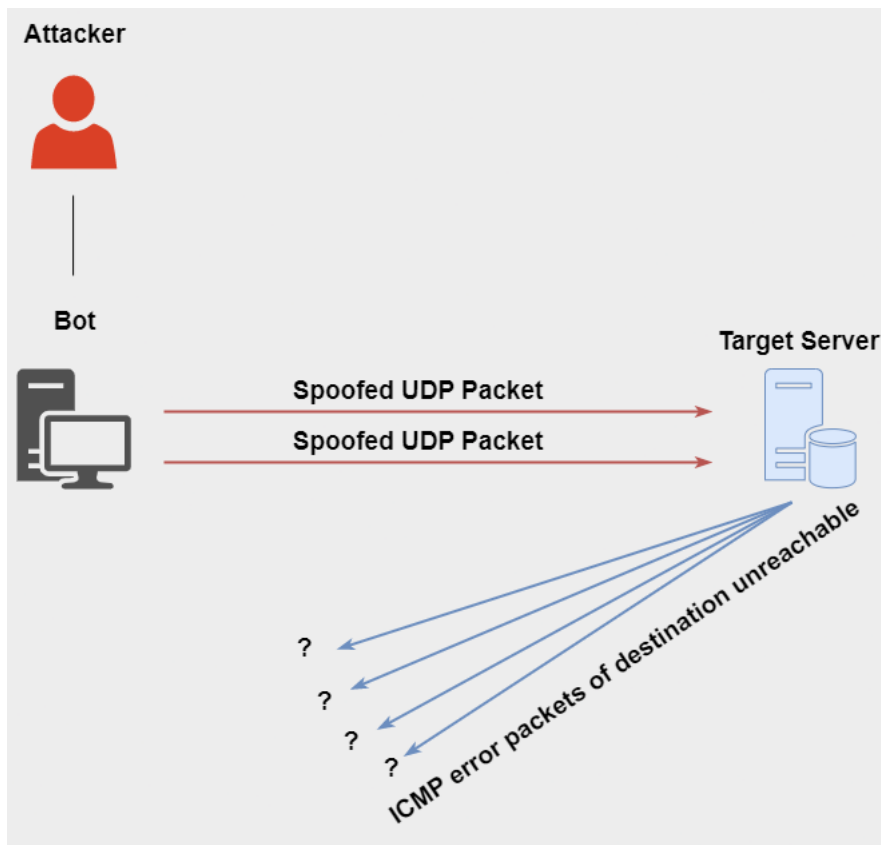 Attacker
Bot
Target Server
Spoofed UDP Packet
Spoofed UDP Packet
ICMP error packets of destination unreachable
?
?
?
?